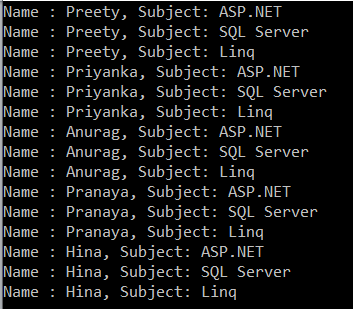 Name : Preety, Subject: ASP.NET
Name : Preety, Subject: SQL Server
Name : Preety, Subject: Linq
Name : Priyanka, Subject: ASP.NET
Name : Priyanka, Subject: SQL Server
Name : Priyanka, Subject: Linq
Name : Anurag, Subject: ASP.NET
Name : Anurag, Subject: SQL Server
Name : Anurag, Subject: Linq
Name : Pranaya, Subject: ASP.NET
Name : Pranaya, Subject: SQL Server
Name : Pranaya, Subject: Linq
Name : Hina, Subject: ASP.NET
Name : Hina, Subject: SQL Server
Name : Hina, Subject: Linq